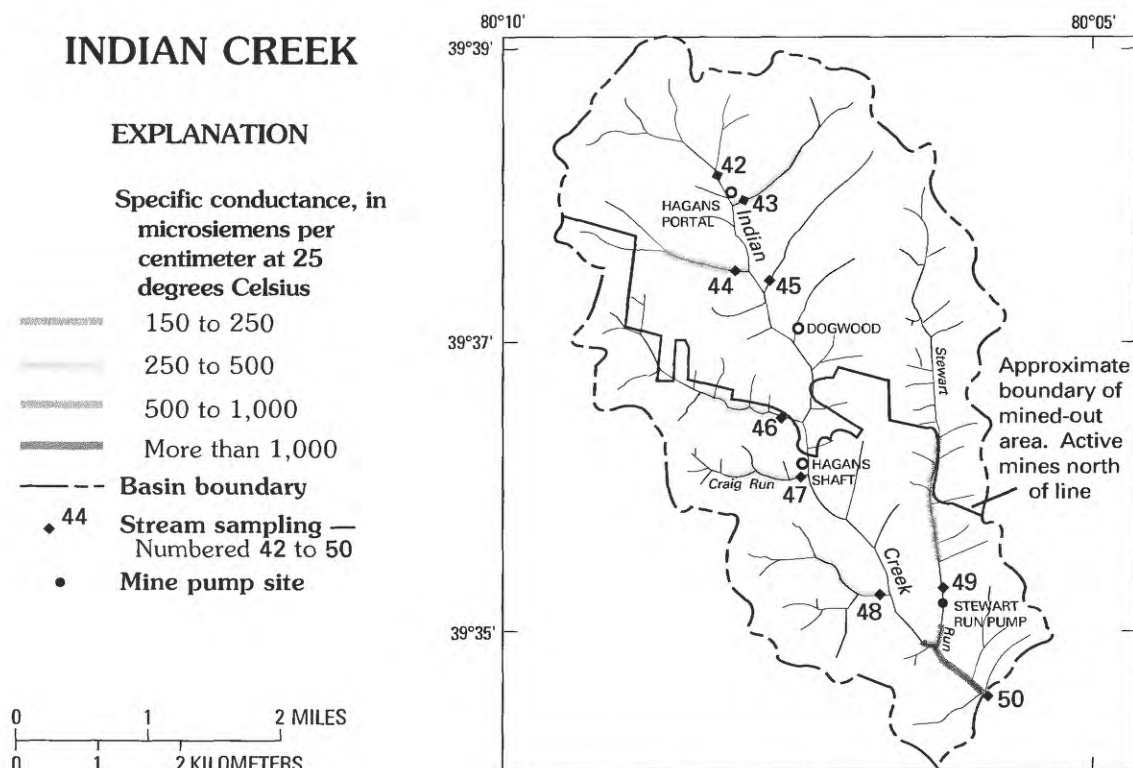 INDIAN CREEK
EXPLANATION
Specific conductance, in
microsiemens per
centimeter at 25
degrees Celsius
150 to 250
250 to 500
500 to 1,000
More than 1,000
Basin boundary
44
Stream sampling —
Numbered 42 to 50
Mine pump site
0 1 2 MILES
0 1 2 KILOMETERS
80°10' 80°05'
39°39'
42
HAGANS
PORTAL
43
Indian
44
45
DOGWOOD
39°37'
Stewart
Approximate
boundary of
mined-out
area. Active
mines north
of line
46
HAGANS
SHAFT
Craig Run
47
Creek
49
48
STEWART
RUN PUMP
39°35'
Run
50